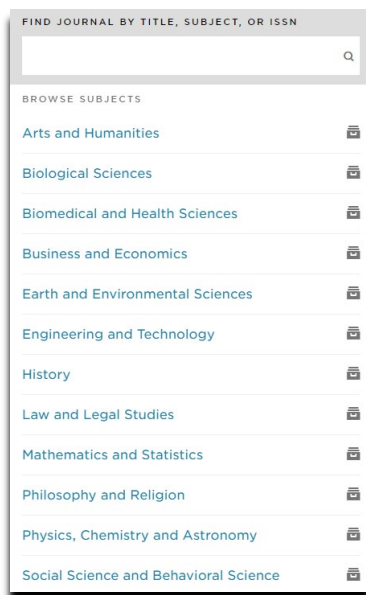 FIND JOURNAL BY TITLE, SUBJECT, OR ISSN
BROWSE SUBJECTS
Arts and Humanities
Biological Sciences
Biomedical and Health Sciences
Business and Economics
Earth and Environmental Sciences
Engineering and Technology
History
Law and Legal Studies
Mathematics and Statistics
Philosophy and Religion
Physics, Chemistry and Astronomy
Social Science and Behavioral Science